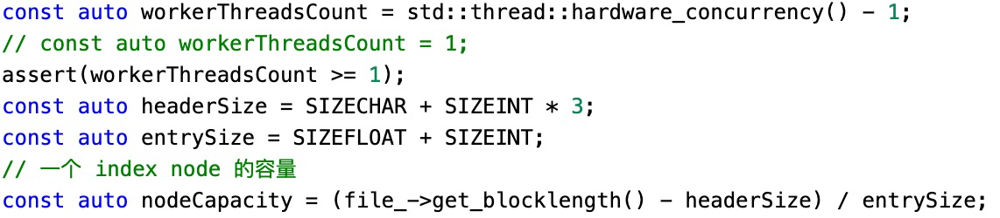 const auto workerThreadsCount = std::thread::hardware_concurrency() - 1;
// const auto workerThreadsCount = 1;
assert(workerThreadsCount >= 1);
const auto headerSize = SIZECHAR + SIZEINT * 3;
const auto entrySize = SIZEFLOAT + SIZEINT;
// 一个 index node 的容量
const auto nodeCapacity = (file_->get_blocklength() - headerSize) / entrySize;